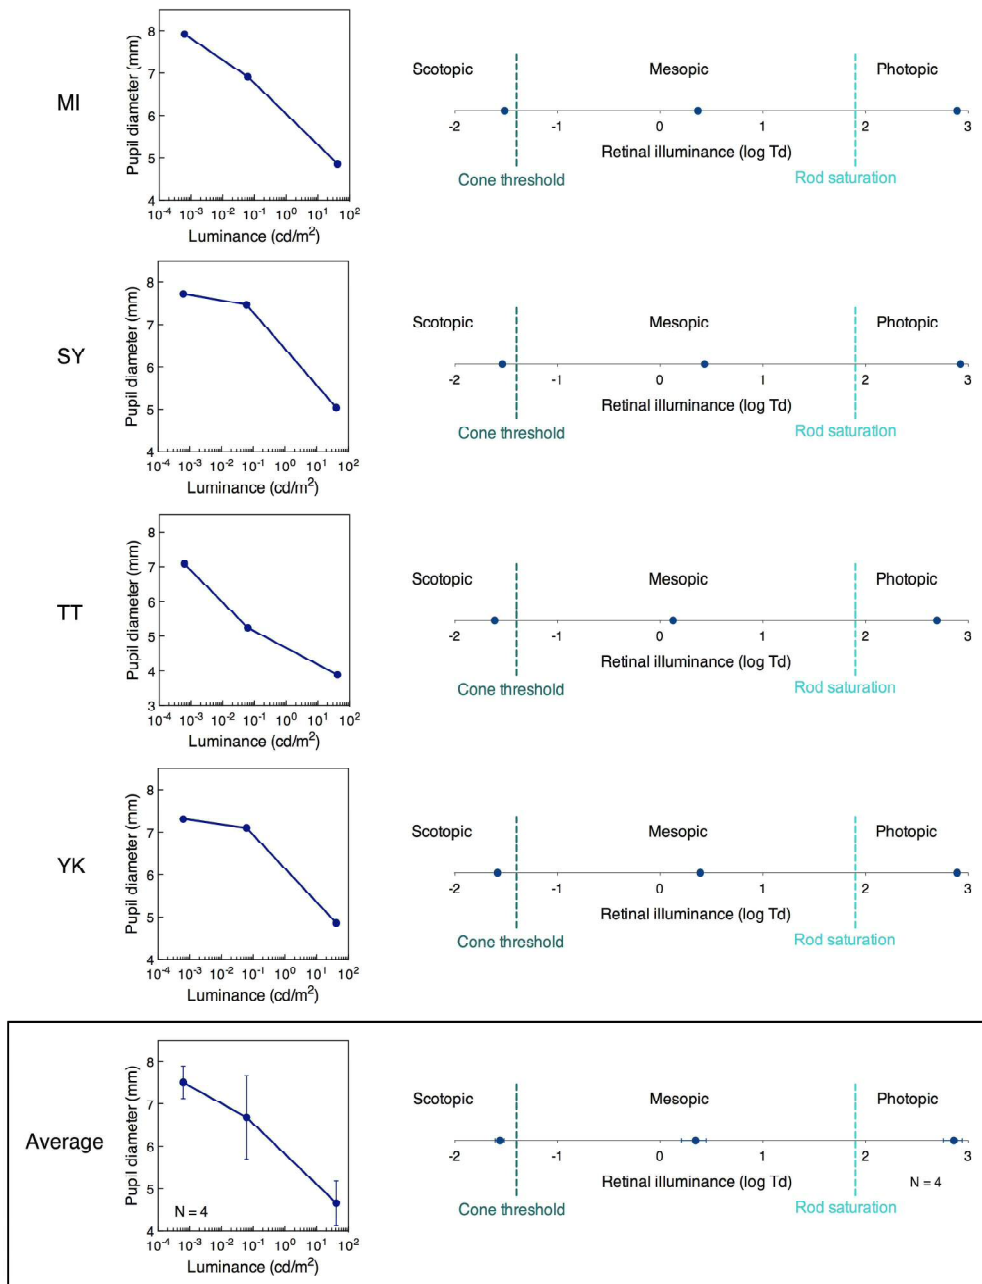 MI
Pupil diameter (mm)
8
7
6
5
4
10⁻⁴ 10⁻³ 10⁻² 10⁻¹ 10⁰ 10¹ 10²
Luminance (cd/m²)
Scotopic Mesopic Photopic
-2 -1 0 1 2 3
Retinal illuminance (log Td)
Cone threshold Rod saturation
SY
Pupil diameter (mm)
8
7
6
5
4
10⁻⁴ 10⁻³ 10⁻² 10⁻¹ 10⁰ 10¹ 10²
Luminance (cd/m²)
Scotopic Mesopic Photopic
-2 -1 0 1 2 3
Retinal illuminance (log Td)
Cone threshold Rod saturation
TT
Pupil diameter (mm)
8
7
6
5
4
3
10⁻⁴ 10⁻³ 10⁻² 10⁻¹ 10⁰ 10¹ 10²
Luminance (cd/m²)
Scotopic Mesopic Photopic
-2 -1 0 1 2 3
Retinal illuminance (log Td)
Cone threshold Rod saturation
YK
Pupil diameter (mm)
8
7
6
5
4
10⁻⁴ 10⁻³ 10⁻² 10⁻¹ 10⁰ 10¹ 10²
Luminance (cd/m²)
Scotopic Mesopic Photopic
-2 -1 0 1 2 3
Retinal illuminance (log Td)
Cone threshold Rod saturation
Average
Pupil diameter (mm)
8
7
6
5
4
N = 4
10⁻⁴ 10⁻³ 10⁻² 10⁻¹ 10⁰ 10¹ 10²
Luminance (cd/m²)
Scotopic Mesopic Photopic
-2 -1 0 1 2 3
Retinal illuminance (log Td) N = 4
Cone threshold Rod saturation